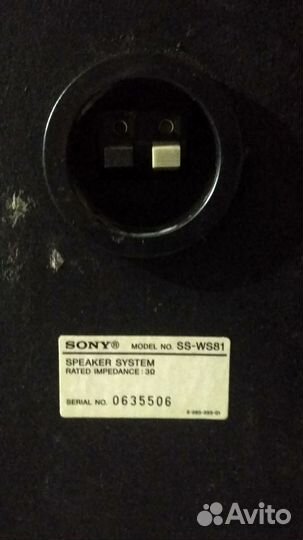 SONY® MODEL NO. SS-WS81
SPEAKER SYSTEM
RATED IMPEDANCE : 3Ω
SERIAL NO. 0635506
Avito